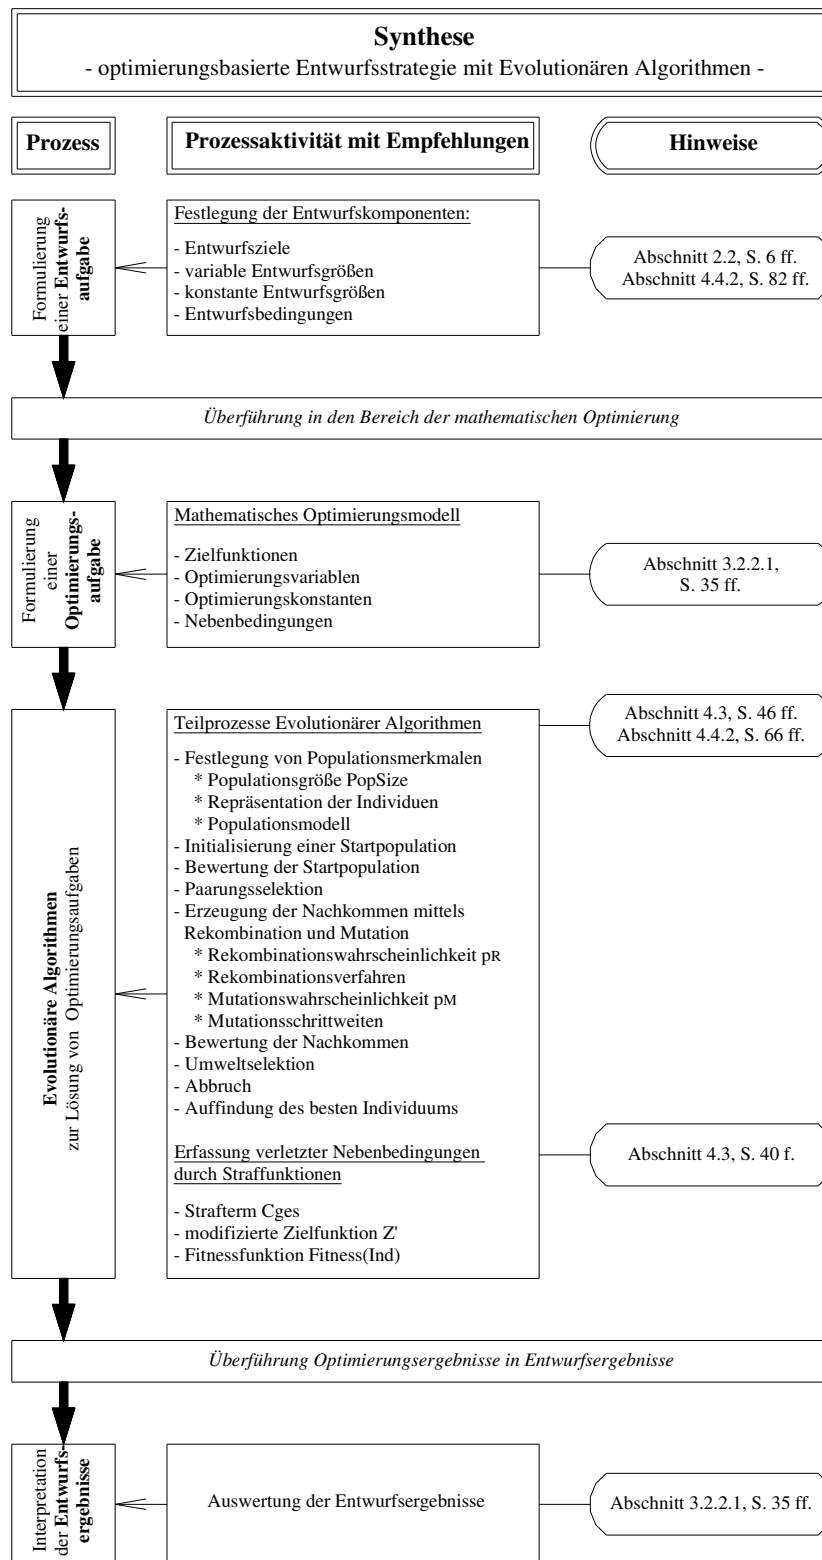 Synthese
- optimierungsbasierte Entwurfsstrategie mit Evolutionären Algorithmen -
Prozess
Prozessaktivität mit Empfehlungen
Hinweise
Formulierung
einer Entwurfs-
aufgabe
Festlegung der Entwurfskomponenten:
- Entwurfsziele
- variable Entwurfsgrößen
- konstante Entwurfsgrößen
- Entwurfsbedingungen
Abschnitt 2.2, S. 6 ff.
Abschnitt 4.4.2, S. 82 ff.
Überführung in den Bereich der mathematischen Optimierung
Formulierung
einer
Optimierungs-
aufgabe
Mathematisches Optimierungsmodell
- Zielfunktionen
- Optimierungsvariablen
- Optimierungskonstanten
- Nebenbedingungen
Abschnitt 3.2.2.1,
S. 35 ff.
Evolutionäre Algorithmen
zur Lösung von Optimierungsaufgaben
Teilprozesse Evolutionärer Algorithmen
- Festlegung von Populationsmerkmalen
* Populationsgröße PopSize
* Repräsentation der Individuen
* Populationsmodell
- Initialisierung einer Startpopulation
- Bewertung der Startpopulation
- Paarungsselektion
- Erzeugung der Nachkommen mittels
Rekombination und Mutation
* Rekombinationswahrscheinlichkeit pR
* Rekombinationsverfahren
* Mutationswahrscheinlichkeit pM
* Mutationsschrittweiten
- Bewertung der Nachkommen
- Umweltselektion
- Abbruch
- Auffindung des besten Individuums
Abschnitt 4.3, S. 46 ff.
Abschnitt 4.4.2, S. 66 ff.
Erfassung verletzter Nebenbedingungen
durch Straffunktionen
- Strafterm Cges
- modifizierte Zielfunktion Z'
- Fitnessfunktion Fitness(Ind)
Abschnitt 4.3, S. 40 f.
Überführung Optimierungsergebnisse in Entwurfsergebnisse
Interpretation
der Entwurfs-
ergebnisse
Auswertung der Entwurfsergebnisse
Abschnitt 3.2.2.1, S. 35 ff.